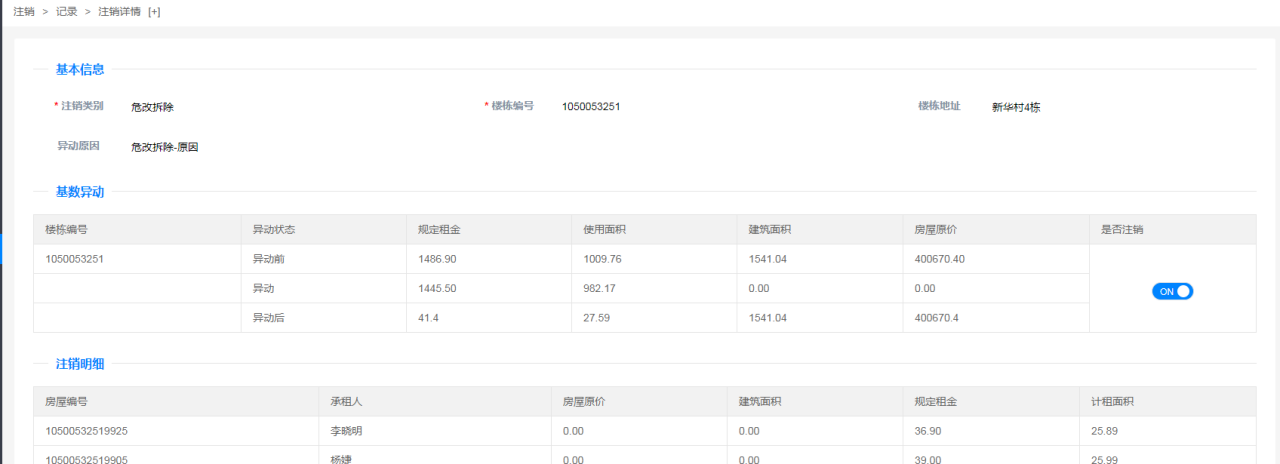 注销 > 记录 > 注销详情 [+]
基本信息
* 注销类别 危改拆除 * 楼栋编号 1050053251 楼栋地址 新华村4栋
异动原因 危改拆除-原因
基数异动
楼栋编号 异动状态 规定租金 使用面积 建筑面积 房屋原价 是否注销
1050053251 异动前 1486.90 1009.76 1541.04 400670.40
异动 1445.50 982.17 0.00 0.00 ON
异动后 41.4 27.59 1541.04 400670.4
注销明细
房屋编号 承租人 房屋原价 建筑面积 规定租金 计租面积
10500532519925 李晓明 0.00 0.00 36.90 25.89
10500532519905 杨婕 0.00 0.00 39.00 25.99